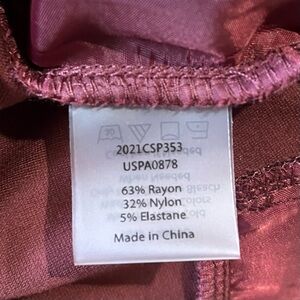 2021CSP353
USPA0878
63% Rayon
32% Nylon
5% Elastane
Made in China